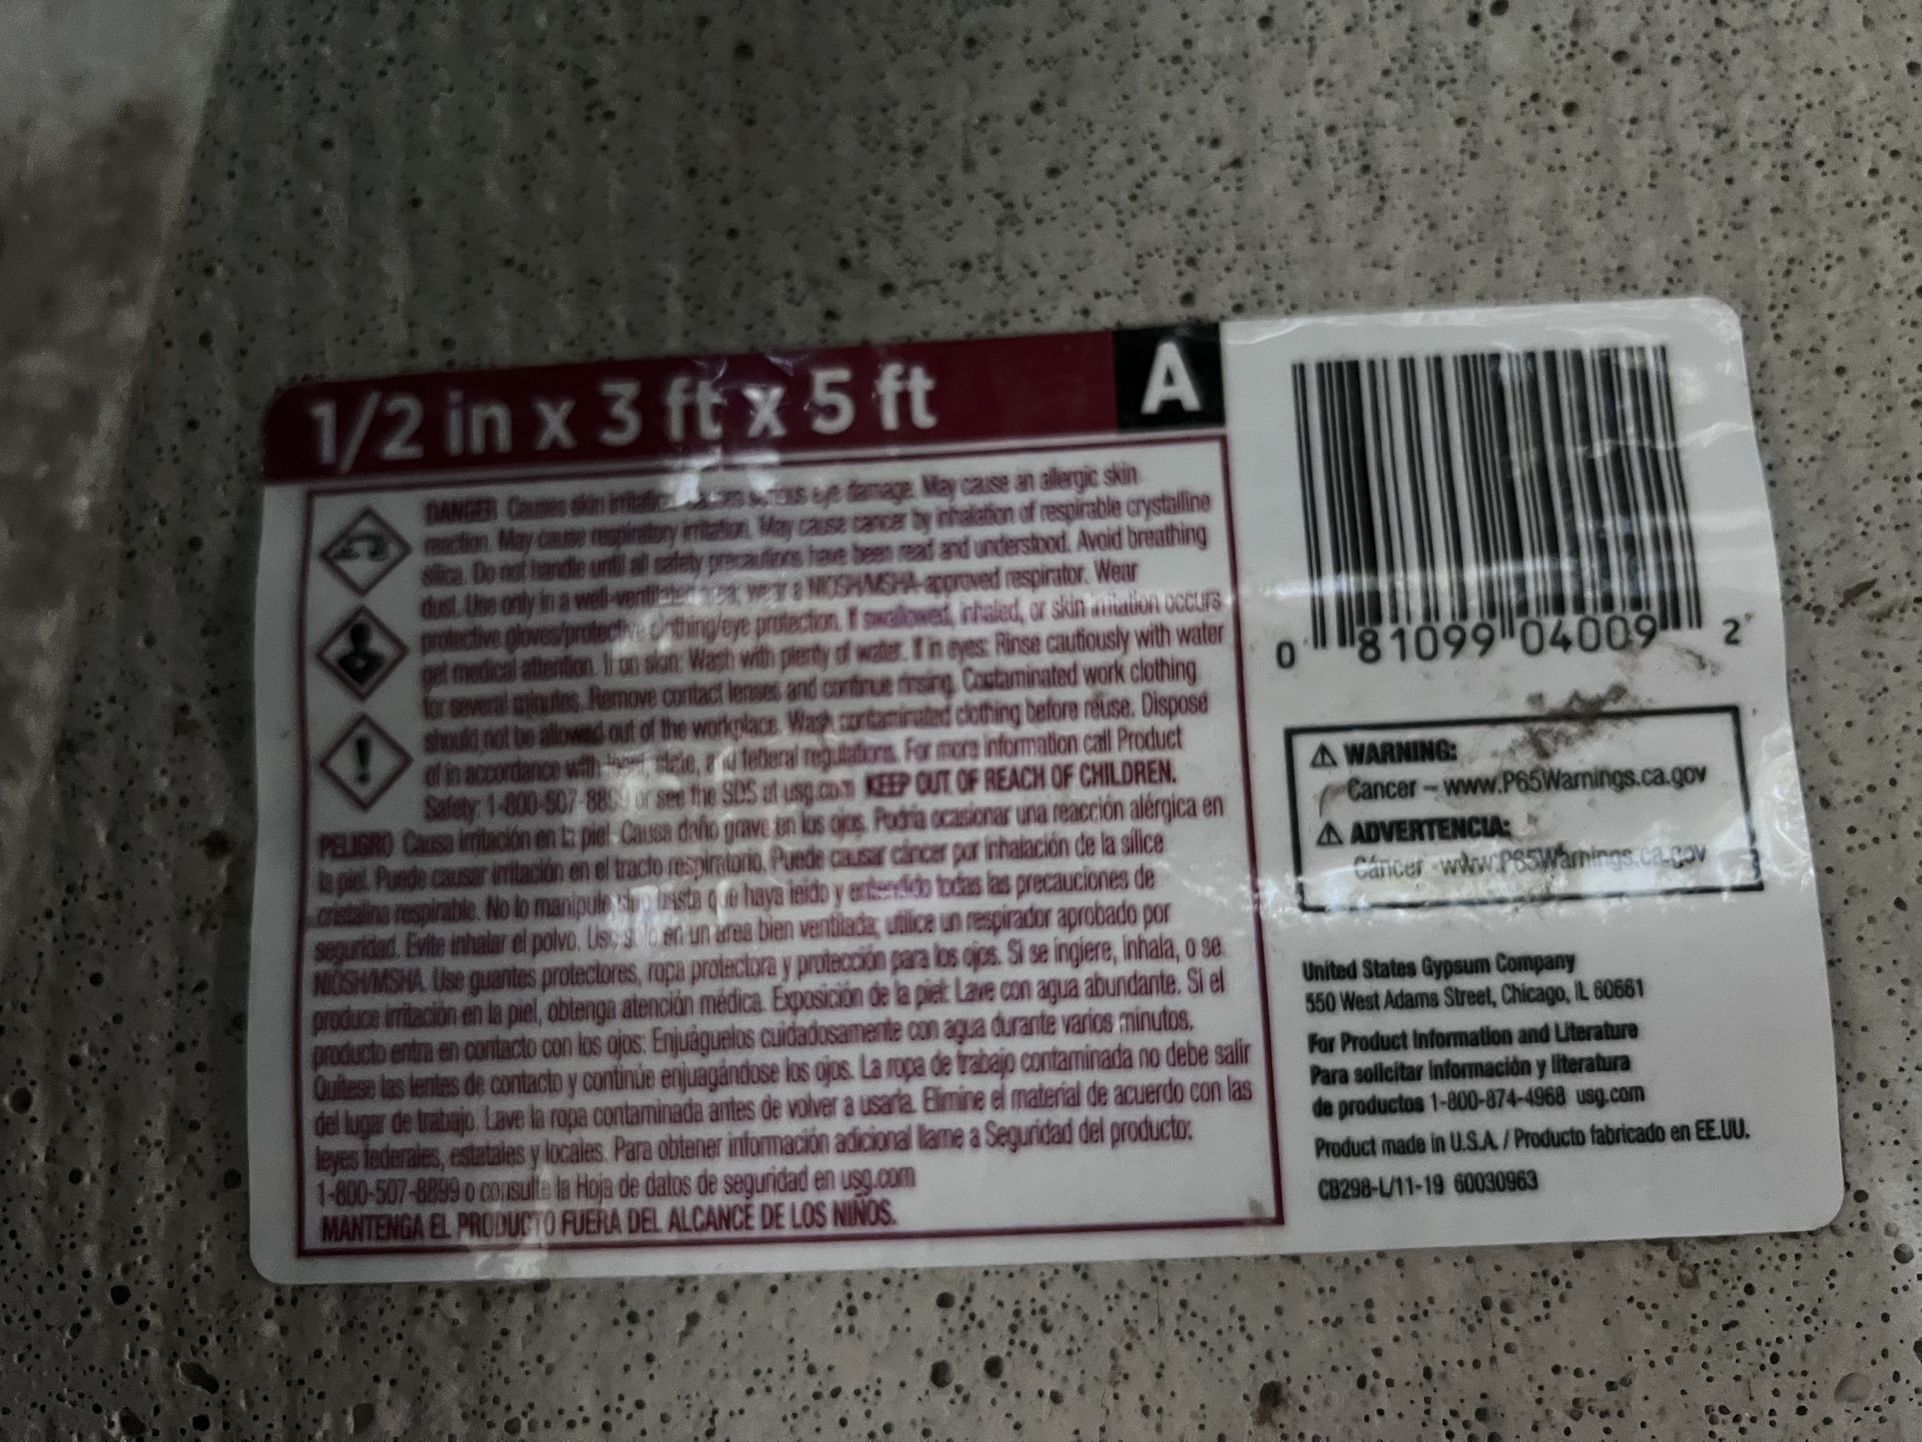 1/2 in x 3 ft x 5 ft
A
DANGER Causes skin irritation. Causes serious eye damage. May cause an allergic skin
reaction. May cause respiratory irritation. May cause cancer by inhalation of respirable crystalline
silica. Do not handle until all safety precautions have been read and understood. Avoid breathing
dust. Use only in a well-ventilated area; wear a NIOSH/MSHA-approved respirator. Wear
protective gloves/protective clothing/eye protection. If swallowed, inhaled, or skin irritation occurs
get medical attention. If on skin: Wash with plenty of water. If in eyes: Rinse cautiously with water
for several minutes. Remove contact lenses and continue rinsing. Contaminated work clothing
should not be allowed out of the workplace. Wash contaminated clothing before reuse. Dispose
of in accordance with local, state, and federal regulations. For more information call Product
Safety: 1-800-507-8899 or see the SDS at usg.com KEEP OUT OF REACH OF CHILDREN.
PELIGRO Causa irritación en la piel. Causa daño grave en los ojos. Podría ocasionar una reacción alérgica en
la piel. Puede causar irritación en el tracto respiratorio. Puede causar cáncer por inhalación de la sílice
cristalina respirable. No lo manipule sino hasta que haya leído y entendido todas las precauciones de
seguridad. Evite inhalar el polvo. Use solo en un área bien ventilada; utilice un respirador aprobado por
NIOSH/MSHA. Use guantes protectores, ropa protectora y protección para los ojos. Si se ingiere, inhala, o se
produce irritación en la piel, obtenga atención médica. Exposición de la piel: Lave con agua abundante. Si el
producto entra en contacto con los ojos: Enjuáguelos cuidadosamente con agua durante varios minutos.
Quítese las lentes de contacto y continúe enjuagándose los ojos. La ropa de trabajo contaminada no debe salir
del lugar de trabajo. Lave la ropa contaminada antes de volver a usarla. Elimine el material de acuerdo con las
leyes federales, estatales y locales. Para obtener información adicional llame a Seguridad del producto:
1-800-507-8899 o consulte la Hoja de datos de seguridad en usg.com
MANTENGA EL PRODUCTO FUERA DEL ALCANCE DE LOS NIÑOS.
0 81099 04009 2
⚠ WARNING:
Cancer – www.P65Warnings.ca.gov
⚠ ADVERTENCIA:
Cáncer - www.P65Warnings.ca.gov
United States Gypsum Company
550 West Adams Street, Chicago, IL 60661
For Product Information and Literature
Para solicitar información y literatura
de productos 1-800-874-4968 usg.com
Product made in U.S.A. / Producto fabricado en EE.UU.
CB298-L/11-19 60030963